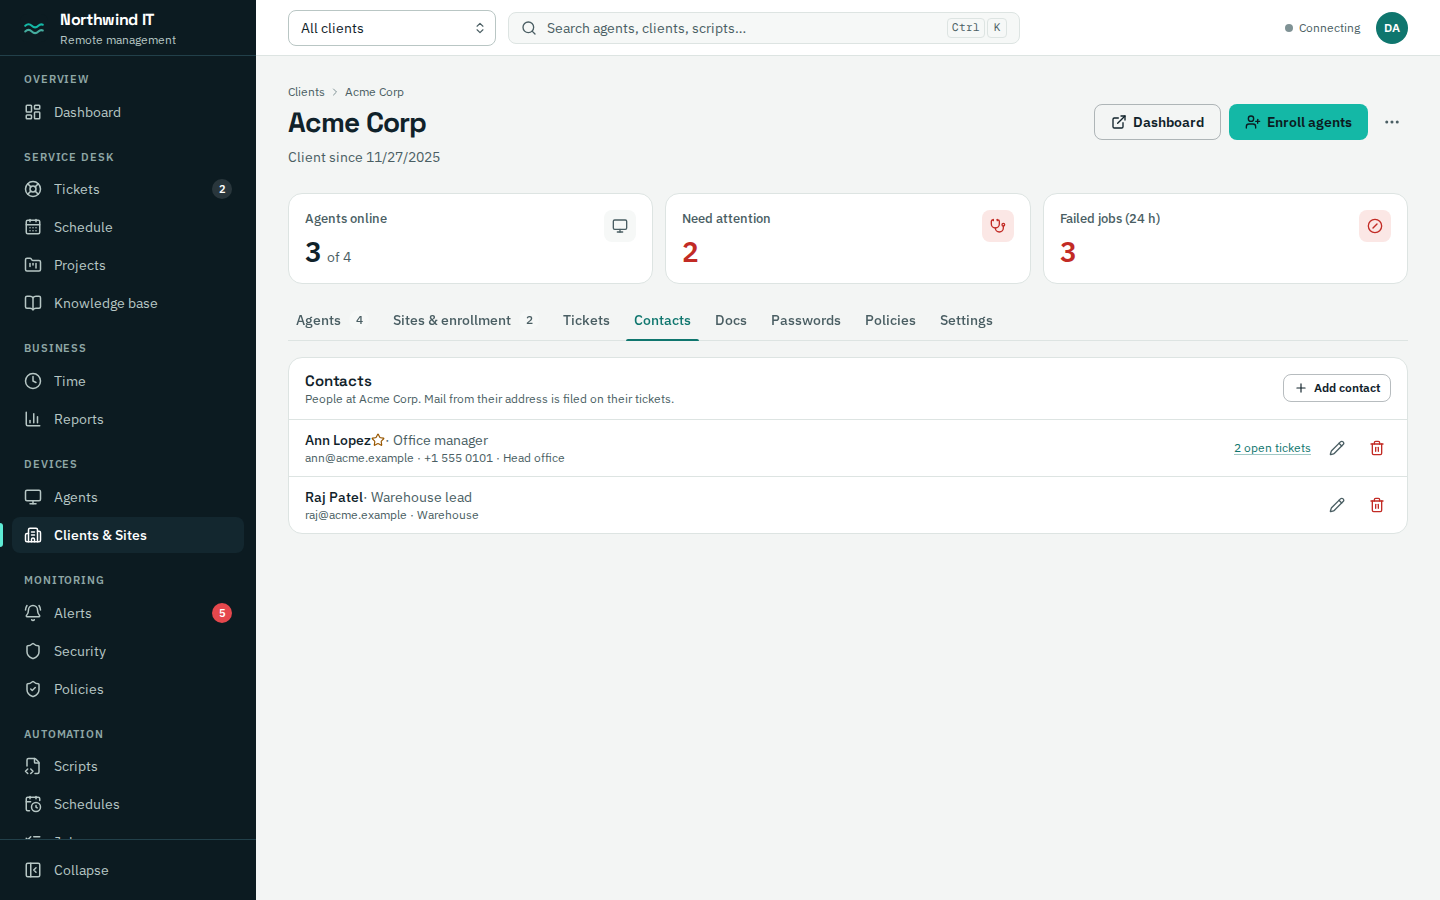 Northwind IT
Remote management
OVERVIEW
Dashboard
SERVICE DESK
Tickets 2
Schedule
Projects
Knowledge base
BUSINESS
Time
Reports
DEVICES
Agents
Clients & Sites
MONITORING
Alerts 5
Security
Policies
AUTOMATION
Scripts
Schedules
Collapse
All clients
Search agents, clients, scripts...
Ctrl K
Connecting
DA
Clients Acme Corp
Acme Corp
Client since 11/27/2025
Dashboard
Enroll agents
Agents online
3 of 4
Need attention
2
Failed jobs (24 h)
3
Agents 4 Sites & enrollment 2 Tickets Contacts Docs Passwords Policies Settings
Contacts
People at Acme Corp. Mail from their address is filed on their tickets.
Add contact
Ann Lopez · Office manager
ann@acme.example · +1 555 0101 · Head office
2 open tickets
Raj Patel · Warehouse lead
raj@acme.example · Warehouse